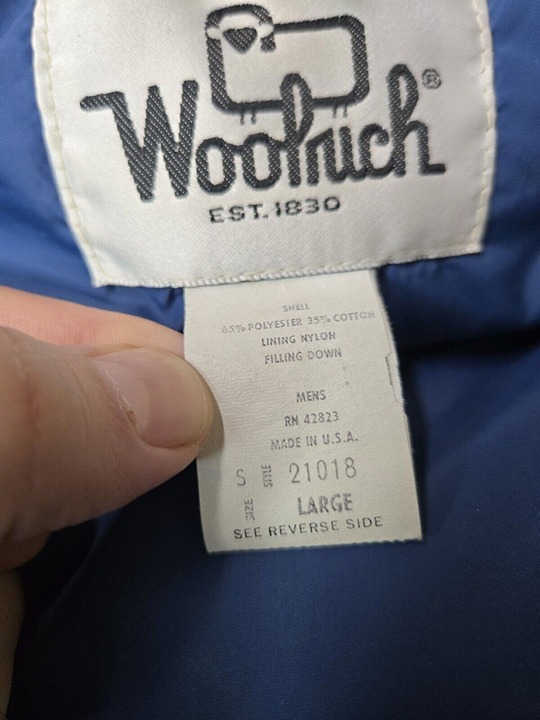 Woolrich®
EST. 1830
SHELL
65% POLYESTER 35% COTTON
LINING NYLON
FILLING DOWN
MENS
RN 42823
MADE IN U.S.A.
S STYLE 21018
SIZE LARGE
SEE REVERSE SIDE